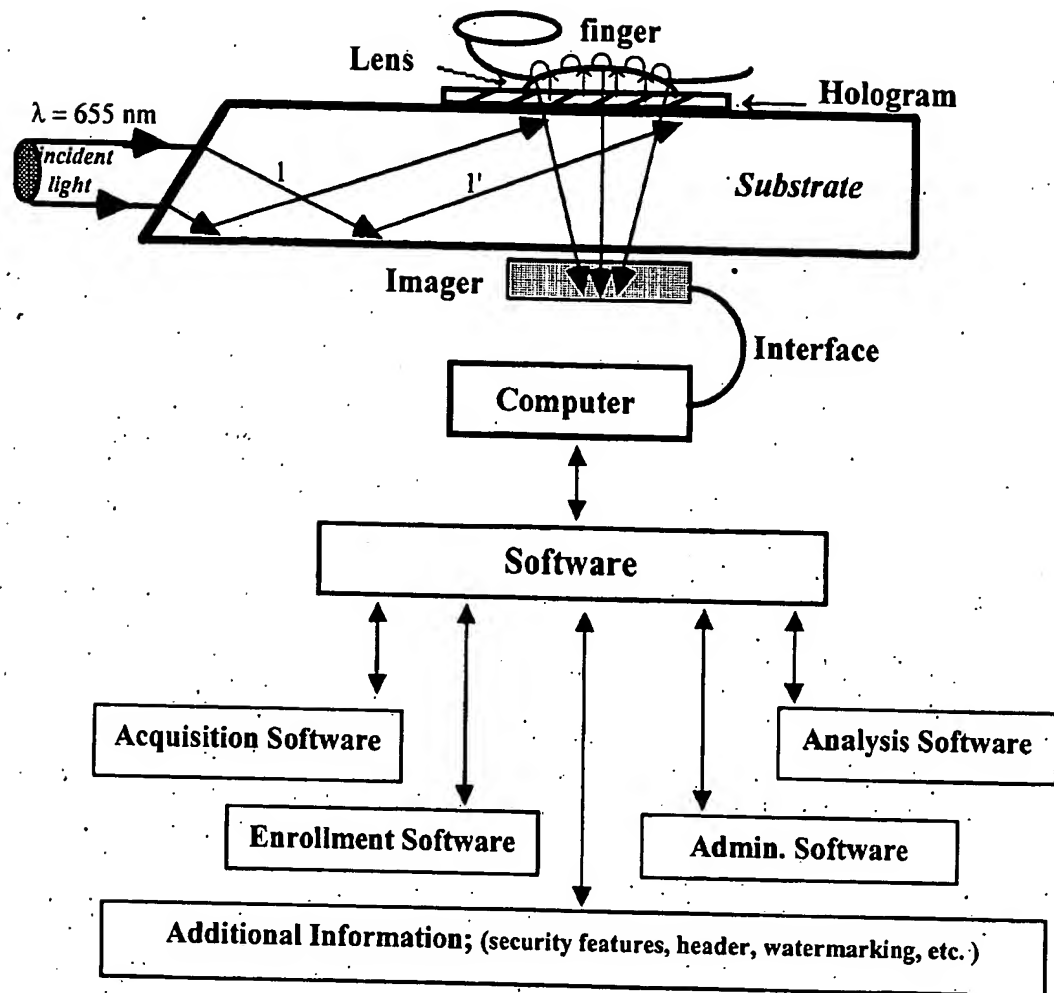 finger
Lens
Hologram
λ = 655 nm
incident
light
1
1'
Substrate
Imager
Interface
Computer
Software
Acquisition Software
Analysis Software
Enrollment Software
Admin. Software
Additional Information; (security features, header, watermarking, etc. )